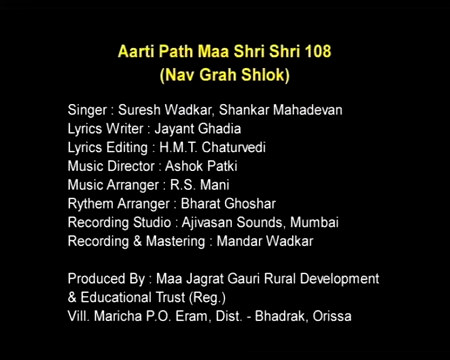 Aarti Path Maa Shri Shri 108
(Nav Grah Shlok)
Singer : Suresh Wadkar, Shankar Mahadevan
Lyrics Writer : Jayant Ghadia
Lyrics Editing : H.M.T. Chaturvedi
Music Director : Ashok Patki
Music Arranger : R.S. Mani
Rythem Arranger : Bharat Ghoshar
Recording Studio : Ajivasan Sounds, Mumbai
Recording & Mastering : Mandar Wadkar
Produced By : Maa Jagrat Gauri Rural Development
& Educational Trust (Reg.)
Vill. Maricha P.O. Eram, Dist. - Bhadrak, Orissa